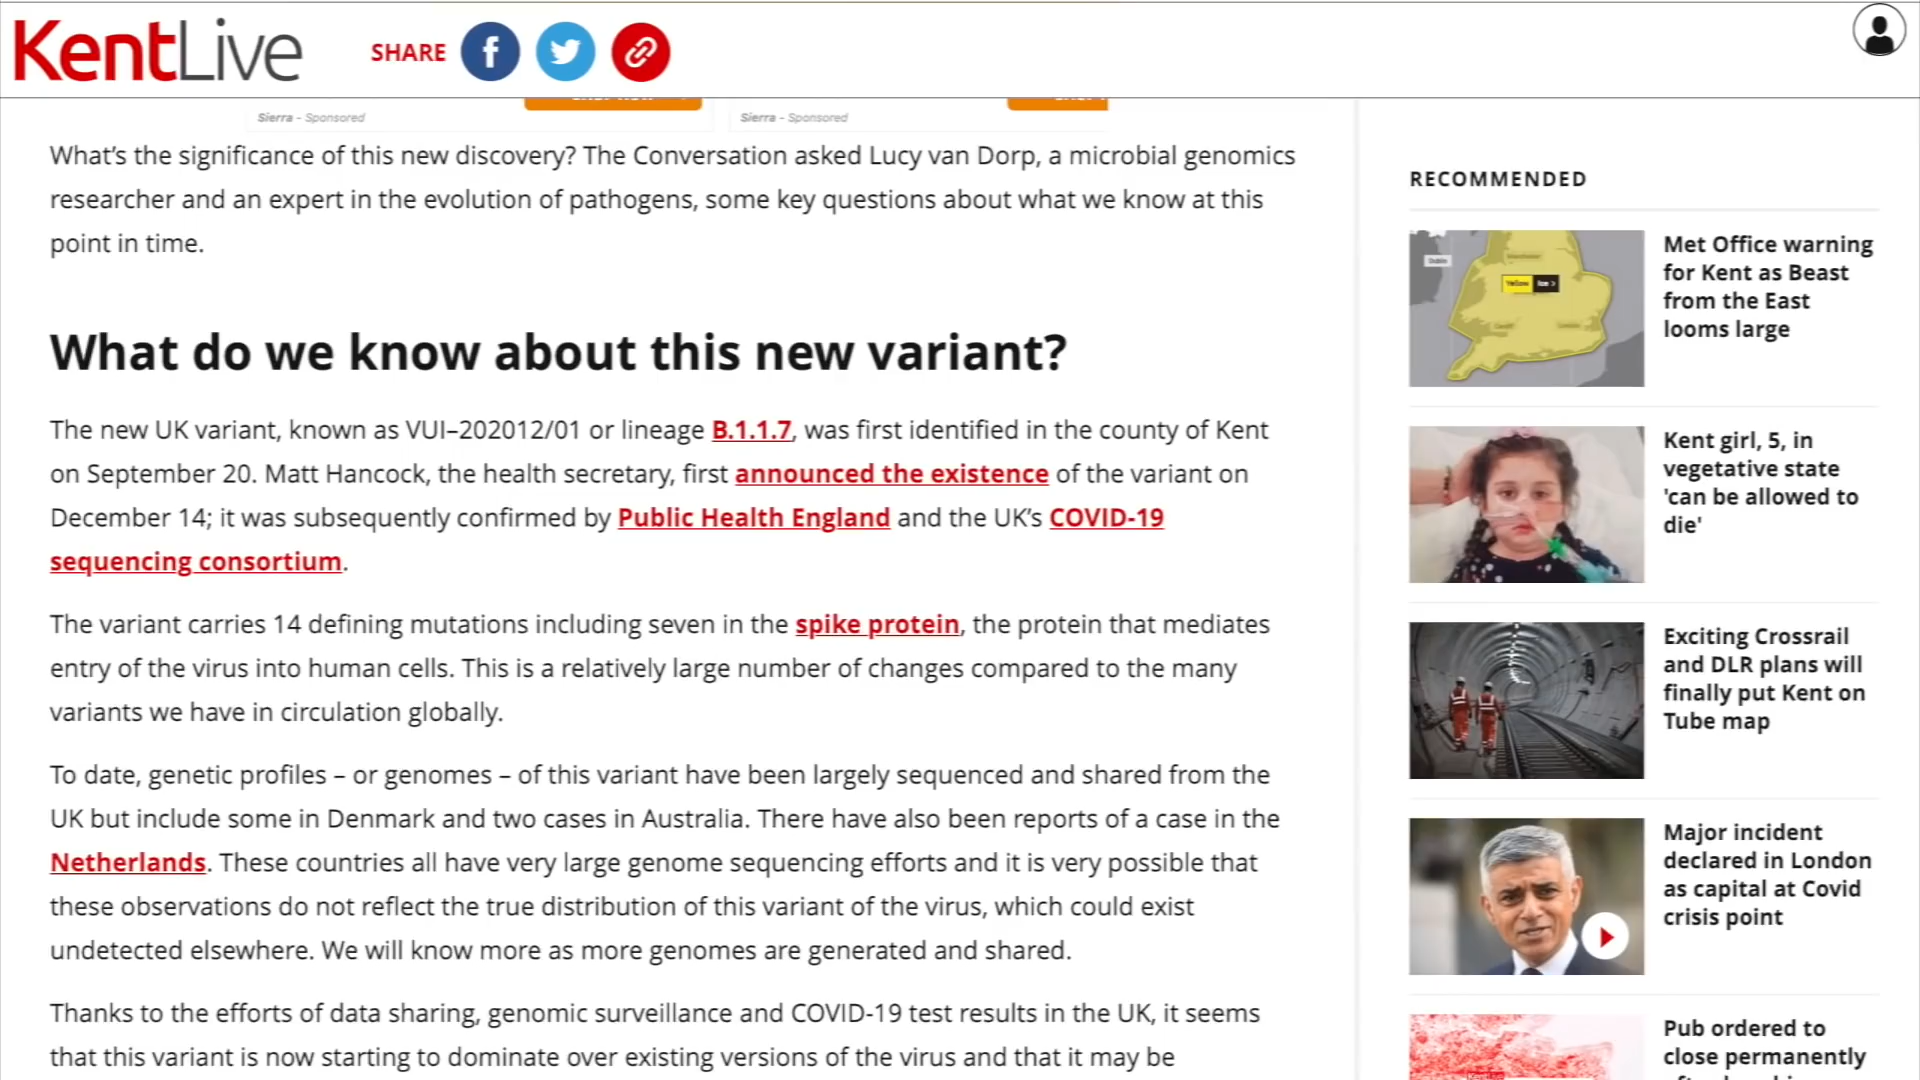 KentLive
SHARE
Sierra - Sponsored
Sierra - Sponsored
What’s the significance of this new discovery? The Conversation asked Lucy van Dorp, a microbial genomics
researcher and an expert in the evolution of pathogens, some key questions about what we know at this
point in time.
What do we know about this new variant?
The new UK variant, known as VUI–202012/01 or lineage B.1.1.7, was first identified in the county of Kent
on September 20. Matt Hancock, the health secretary, first announced the existence of the variant on
December 14; it was subsequently confirmed by Public Health England and the UK’s COVID-19
sequencing consortium.
The variant carries 14 defining mutations including seven in the spike protein, the protein that mediates
entry of the virus into human cells. This is a relatively large number of changes compared to the many
variants we have in circulation globally.
To date, genetic profiles – or genomes – of this variant have been largely sequenced and shared from the
UK but include some in Denmark and two cases in Australia. There have also been reports of a case in the
Netherlands. These countries all have very large genome sequencing efforts and it is very possible that
these observations do not reflect the true distribution of this variant of the virus, which could exist
undetected elsewhere. We will know more as more genomes are generated and shared.
Thanks to the efforts of data sharing, genomic surveillance and COVID-19 test results in the UK, it seems
that this variant is now starting to dominate over existing versions of the virus and that it may be
RECOMMENDED
Dublin
Yellow Ice >
Met Office warning
for Kent as Beast
from the East
looms large
Kent girl, 5, in
vegetative state
'can be allowed to
die'
Exciting Crossrail
and DLR plans will
finally put Kent on
Tube map
Major incident
declared in London
as capital at Covid
crisis point
Pub ordered to
close permanently